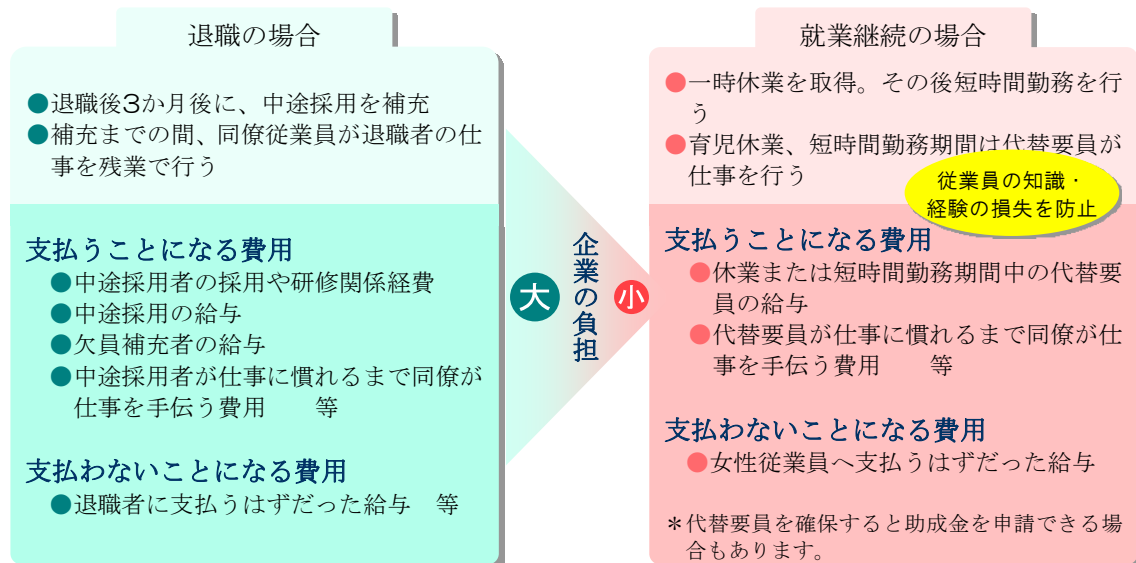 退職の場合
●退職後3か月後に、中途採用を補充
●補充までの間、同僚従業員が退職者の仕
事を残業で行う
支払うことになる費用
●中途採用者の採用や研修関係経費
●中途採用の給与
●欠員補充者の給与
●中途採用者が仕事に慣れるまで同僚が
仕事を手伝う費用　　等
支払わないことになる費用
●退職者に支払うはずだった給与　等
大
企業の負担
小
就業継続の場合
●一時休業を取得。その後短時間勤務を行
う
●育児休業、短時間勤務期間は代替要員が
仕事を行う
従業員の知識・
経験の損失を防止
支払うことになる費用
●休業または短時間勤務期間中の代替要
員の給与
●代替要員が仕事に慣れるまで同僚が仕
事を手伝う費用　　等
支払わないことになる費用
●女性従業員へ支払うはずだった給与
＊代替要員を確保すると助成金を申請できる場
合もあります。